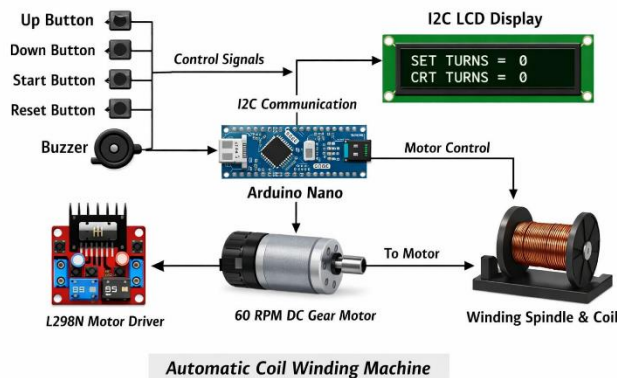 Up Button
Down Button
Start Button
Reset Button
Buzzer
Control Signals
I2C LCD Display
SET TURNS = 0
CRT TURNS = 0
I2C Communication
Arduino Nano
Motor Control
L298N Motor Driver
60 RPM DC Gear Motor
To Motor
Winding Spindle & Coil
Automatic Coil Winding Machine